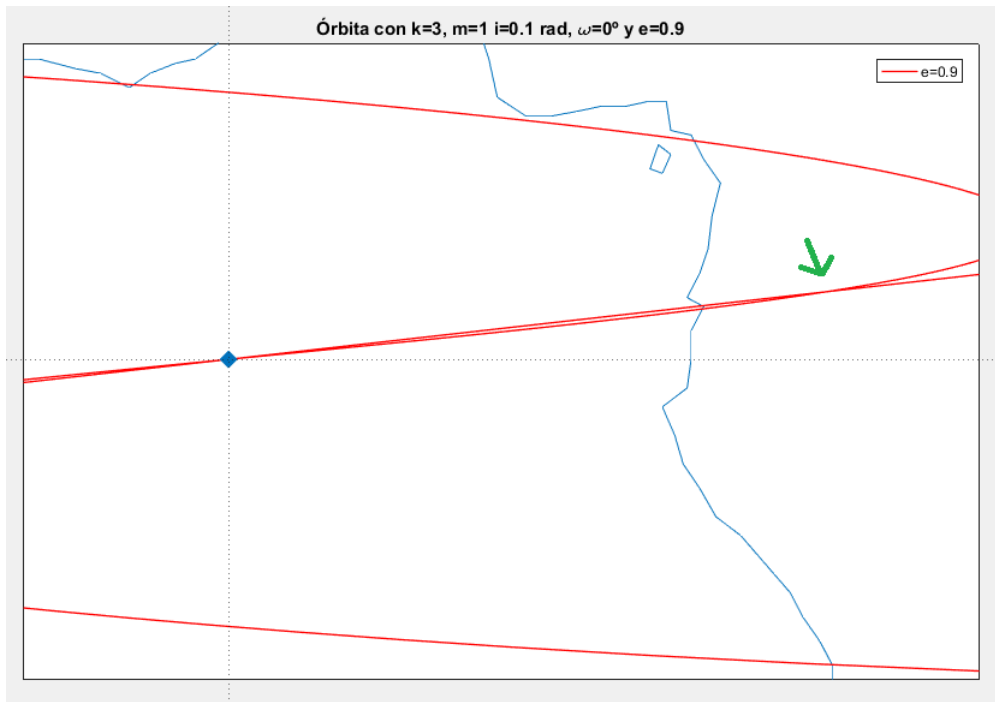 Órbita con k=3, m=1 i=0.1 rad, ω=0º y e=0.9
e=0.9